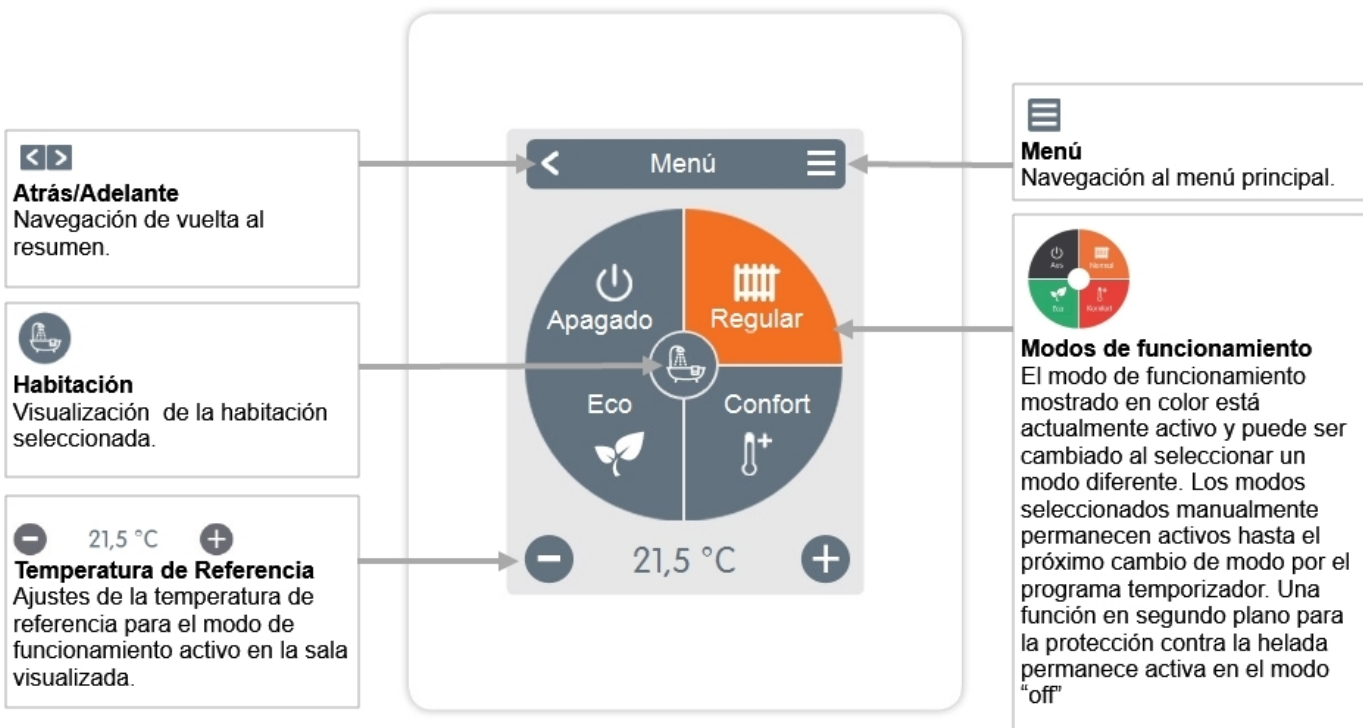 Atrás/Adelante
Navegación de vuelta al
resumen.
Habitación
Visualización de la habitación
seleccionada.
21,5 °C
Temperatura de Referencia
Ajustes de la temperatura de
referencia para el modo de
funcionamiento activo en la sala
visualizada.
Menú
Apagado
Regular
Eco
Confort
21,5 °C
Menú
Navegación al menú principal.
Aus
Normal
Eco
Komfort
Modos de funcionamiento
El modo de funcionamiento
mostrado en color está
actualmente activo y puede ser
cambiado al seleccionar un
modo diferente. Los modos
seleccionados manualmente
permanecen activos hasta el
próximo cambio de modo por el
programa temporizador. Una
función en segundo plano para
la protección contra la helada
permanece activa en el modo
“off”